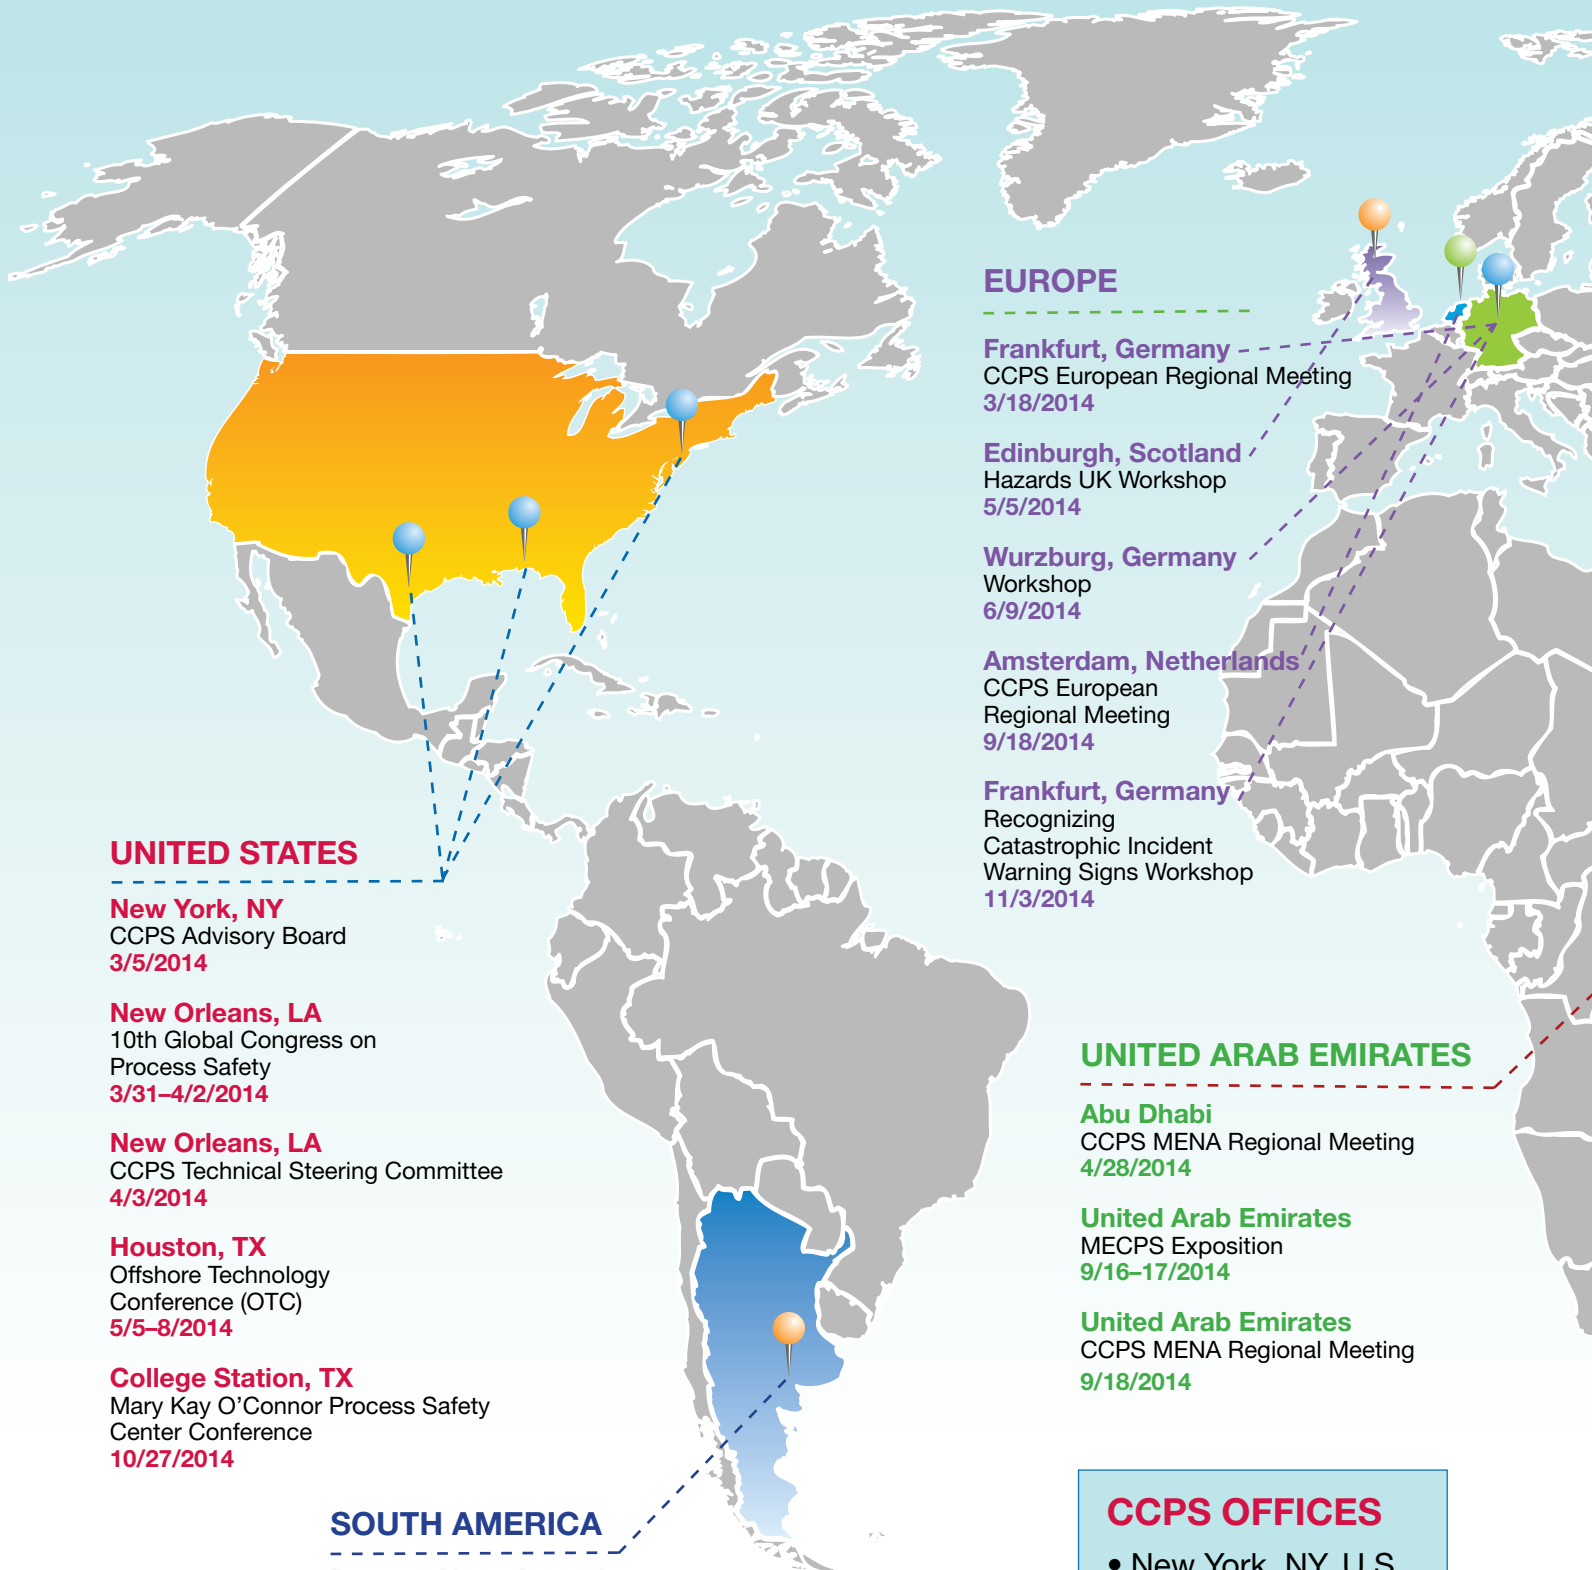 EUROPE
Frankfurt, Germany
CCPS European Regional Meeting
3/18/2014
Edinburgh, Scotland
Hazards UK Workshop
5/5/2014
Wurzburg, Germany
Workshop
6/9/2014
Amsterdam, Netherlands
CCPS European
Regional Meeting
9/18/2014
Frankfurt, Germany
Recognizing
Catastrophic Incident
Warning Signs Workshop
11/3/2014
UNITED STATES
New York, NY
CCPS Advisory Board
3/5/2014
New Orleans, LA
10th Global Congress on
Process Safety
3/31–4/2/2014
New Orleans, LA
CCPS Technical Steering Committee
4/3/2014
Houston, TX
Offshore Technology
Conference (OTC)
5/5–8/2014
College Station, TX
Mary Kay O’Connor Process Safety
Center Conference
10/27/2014
UNITED ARAB EMIRATES
Abu Dhabi
CCPS MENA Regional Meeting
4/28/2014
United Arab Emirates
MECPS Exposition
9/16–17/2014
United Arab Emirates
CCPS MENA Regional Meeting
9/18/2014
SOUTH AMERICA
CCPS OFFICES
• New York, NY, U.S.